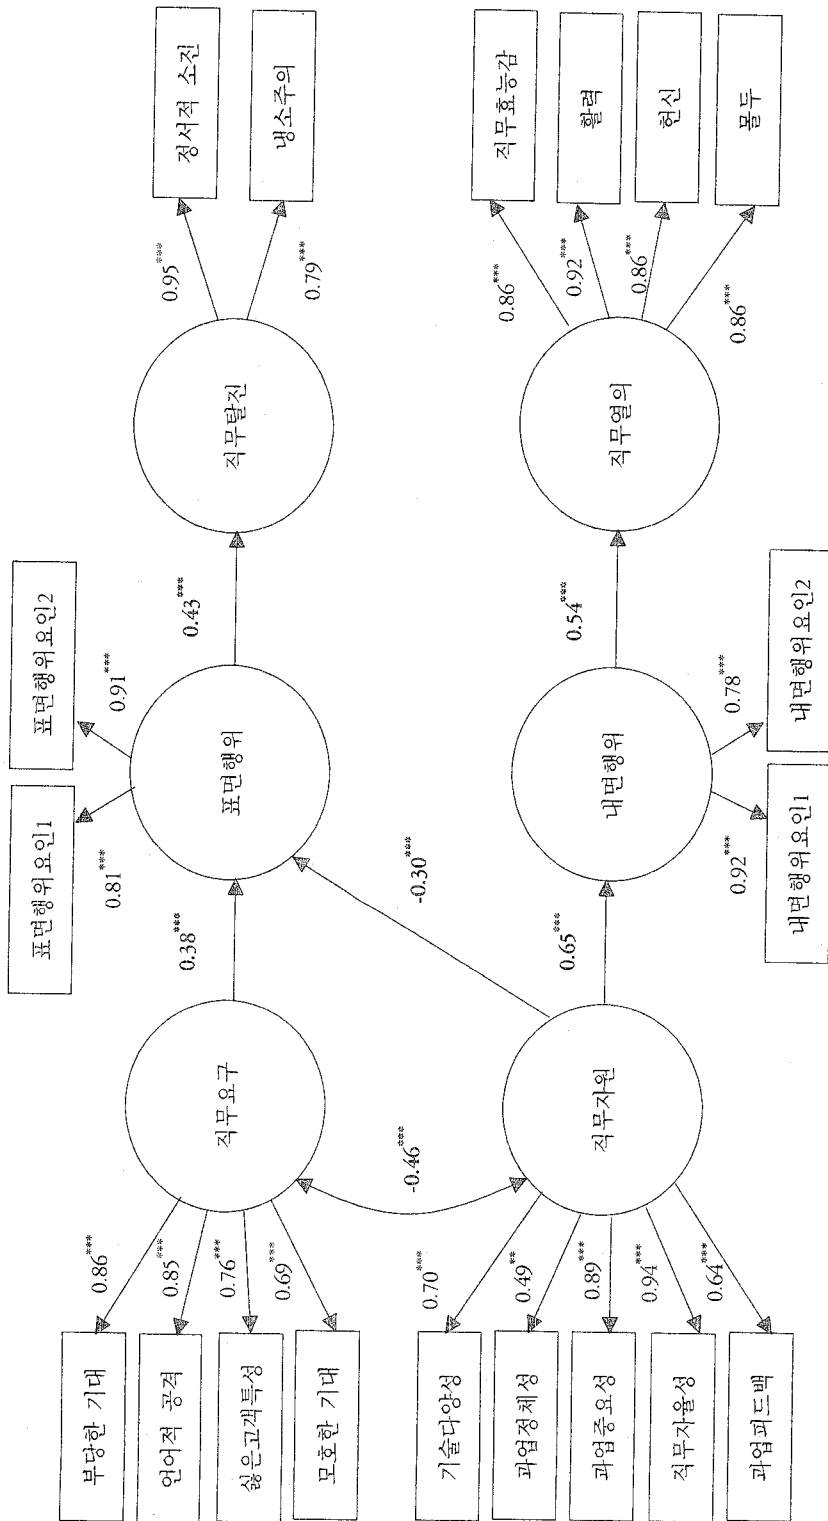 부당한 기대
언어적 공격
싫은고객특성
모호한 기대
0.86***
0.85***
0.76***
0.69***
직무요구
-0.46***
기술다양성
과업정체성
과업중요성
직무자율성
과업피드백
0.70***
0.49**
0.89***
0.94***
0.64***
직무자원
0.38***
-0.30***
0.65***
표면행위요인1
표면행위요인2
0.81***
0.91***
표면행위
내면행위
0.92***
0.78***
내면행위요인1
내면행위요인2
0.43***
0.54***
직무탈진
0.95***
0.79***
정서적 소진
냉소주의
직무열의
0.86***
0.92***
0.86***
0.86***
직무효능감
활력
헌신
몰두